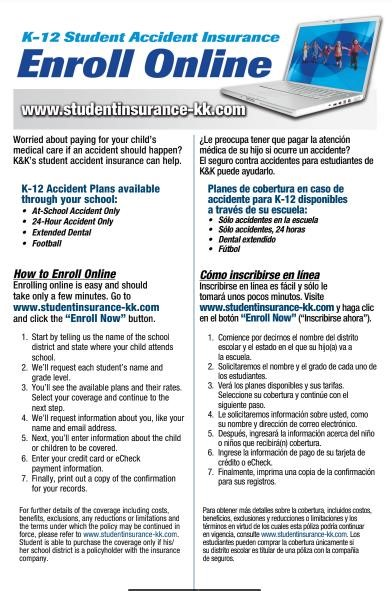 K-12 Student Accident Insurance
Enroll Online
www.studentinsurance-kk.com
Worried about paying for your child's
medical care if an accident should happen?
K&K's student accident insurance can help.
K-12 Accident Plans available
through your school:
• At-School Accident Only
• 24-Hour Accident Only
• Extended Dental
• Football
How to Enroll Online
Enrolling online is easy and should
take only a few minutes. Go to
www.studentinsurance-kk.com
and click the "Enroll Now" button.
1. Start by telling us the name of the school
district and state where your child attends
school.
2. We'll request each student's name and
grade level.
3. You'll see the available plans and their rates.
Select your coverage and continue to the
next step.
4. We'll request information about you, like your
name and email address.
5. Next, you'll enter information about the child
or children to be covered.
6. Enter your credit card or eCheck
payment information.
7. Finally, print out a copy of the confirmation
for your records.
For further details of the coverage including costs,
benefits, exclusions, any reductions or limitations and
the terms under which the policy may be continued in
force, please refer to www.studentinsurance-kk.com.
Student is able to purchase the coverage only if his/
her school district is a policyholder with the insurance
company.
¿Le preocupa tener que pagar la atención
médica de su hijo si ocurre un accidente?
El seguro contra accidentes para estudiantes de
K&K puede ayudarlo.
Planes de cobertura en caso de
accidente para K-12 disponibles
a través de su escuela:
• Sólo accidentes en la escuela
• Sólo accidentes, 24 horas
• Dental extendido
• Fútbol
Cómo inscribirse en línea
Inscribirse en línea es fácil y sólo le
tomará unos pocos minutos. Visite
www.studentinsurance-kk.com y haga clic
en el botón "Enroll Now" ("Inscribirse ahora").
1. Comience por decirnos el nombre del distrito
escolar y el estado en el que su hijo(a) va a
la escuela.
2. Solicitaremos el nombre y el grado de cada uno de
los estudiantes.
3. Verá los planes disponibles y sus tarifas.
Seleccione su cobertura y continúe con el
siguiente paso.
4. Le solicitaremos información sobre usted, como
su nombre y dirección de correo electrónico.
5. Después, ingresará la información acerca del niño
o niños que recibirá(n) cobertura.
6. Ingrese la información de pago de su tarjeta de
crédito o eCheck.
7. Finalmente, imprima una copia de la confirmación
para sus registros.
Para obtener más detalles sobre la cobertura, incluidos costos,
beneficios, exclusiones y reducciones o limitaciones y los
términos en virtud de los cuales esta póliza podría continuar
en vigencia, consulte www.studentinsurance-kk.com. Los
estudiantes pueden comprar la cobertura únicamente si
su distrito escolar es titular de una póliza con la compañía
de seguros.